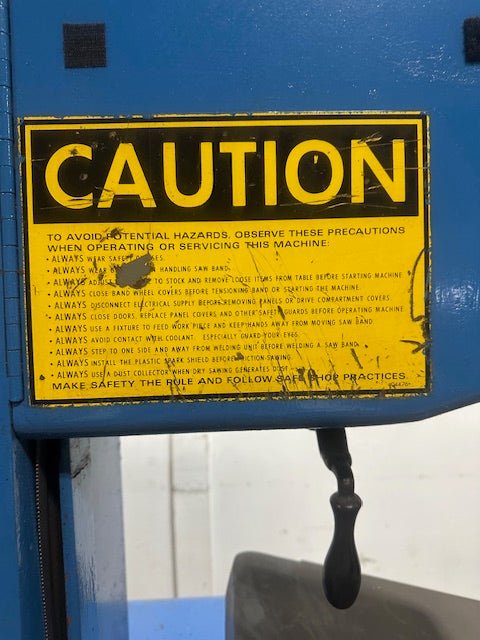 CAUTION
TO AVOID POTENTIAL HAZARDS, OBSERVE THESE PRECAUTIONS
WHEN OPERATING OR SERVICING THIS MACHINE:
• ALWAYS WEAR SAFETY
• ALWAYS WEAR HANDLING SAW BAND.
• ALWAYS ADJUST TO STOCK AND REMOVE LOOSE ITEMS FROM TABLE BEFORE STARTING MACHINE.
• ALWAYS CLOSE BAND WHEEL COVERS BEFORE TENSIONING BAND OR STARTING THE MACHINE.
• ALWAYS DISCONNECT ELECTRICAL SUPPLY BEFORE REMOVING PANELS OR DRIVE COMPARTMENT COVERS.
• ALWAYS CLOSE DOORS, REPLACE PANEL COVERS AND OTHER SAFETY GUARDS BEFORE OPERATING MACHINE.
• ALWAYS USE A FIXTURE TO FEED WORK PIECE AND KEEP HANDS AWAY FROM MOVING SAW BAND.
• ALWAYS AVOID CONTACT WITH COOLANT. ESPECIALLY GUARD YOUR EYES.
• ALWAYS STEP TO ONE SIDE AND AWAY FROM WELDING UNIT BEFORE WELDING A SAW BAND.
• ALWAYS INSTALL THE PLASTIC SPARK SHIELD BEFORE FRICTION SAWING.
• ALWAYS USE A DUST COLLECTOR WHEN DRY SAWING GENERATES DUST.
MAKE SAFETY THE RULE AND FOLLOW SAFE SHOP PRACTICES